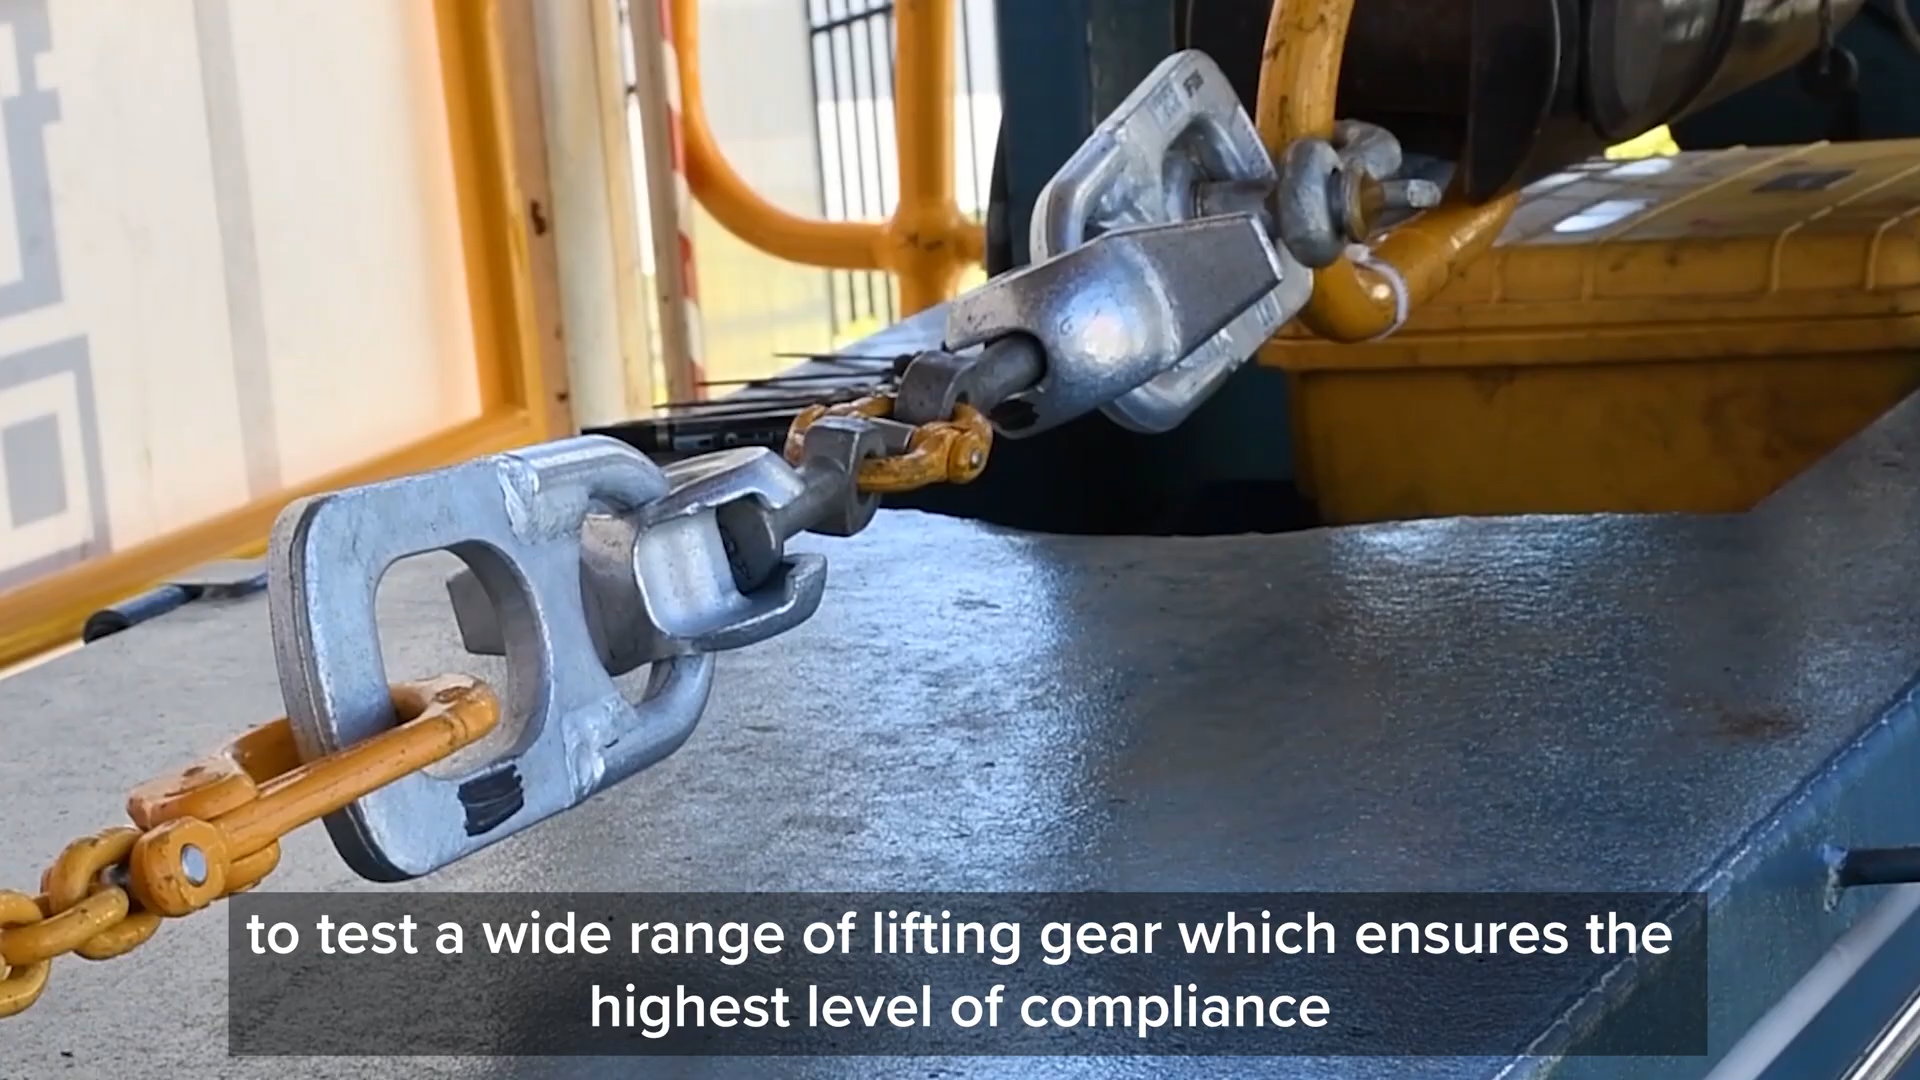 to test a wide range of lifting gear which ensures the
highest level of compliance